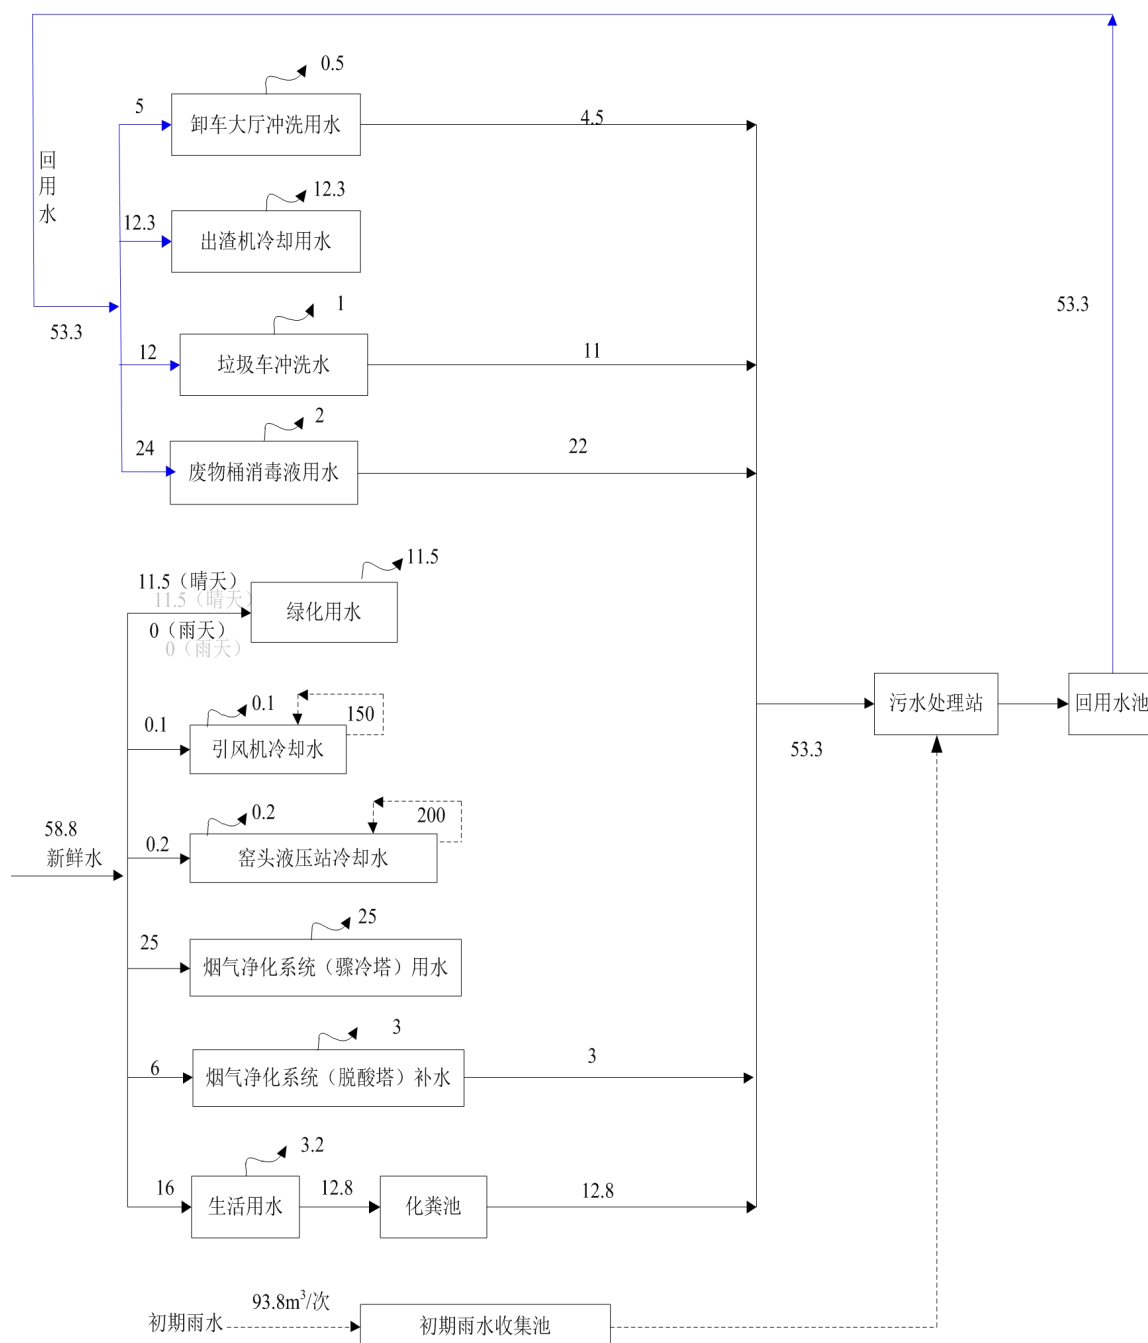 0.5
5
卸车大厅冲洗用水
4.5
回用水
12.3
12.3
出渣机冷却用水
53.3
53.3
1
12
垃圾车冲洗水
11
2
24
废物桶消毒液用水
22
11.5
11.5（晴天）
11.5（晴天）
绿化用水
0（雨天）
0（雨天）
污水处理站
回用水池
0.1
0.1
150
引风机冷却水
53.3
0.2
200
58.8
新鲜水
0.2
窑头液压站冷却水
25
25
烟气净化系统（骤冷塔）用水
3
6
烟气净化系统（脱酸塔）补水
3
3.2
16
生活用水
12.8
化粪池
12.8
93.8m³/次
初期雨水
初期雨水收集池